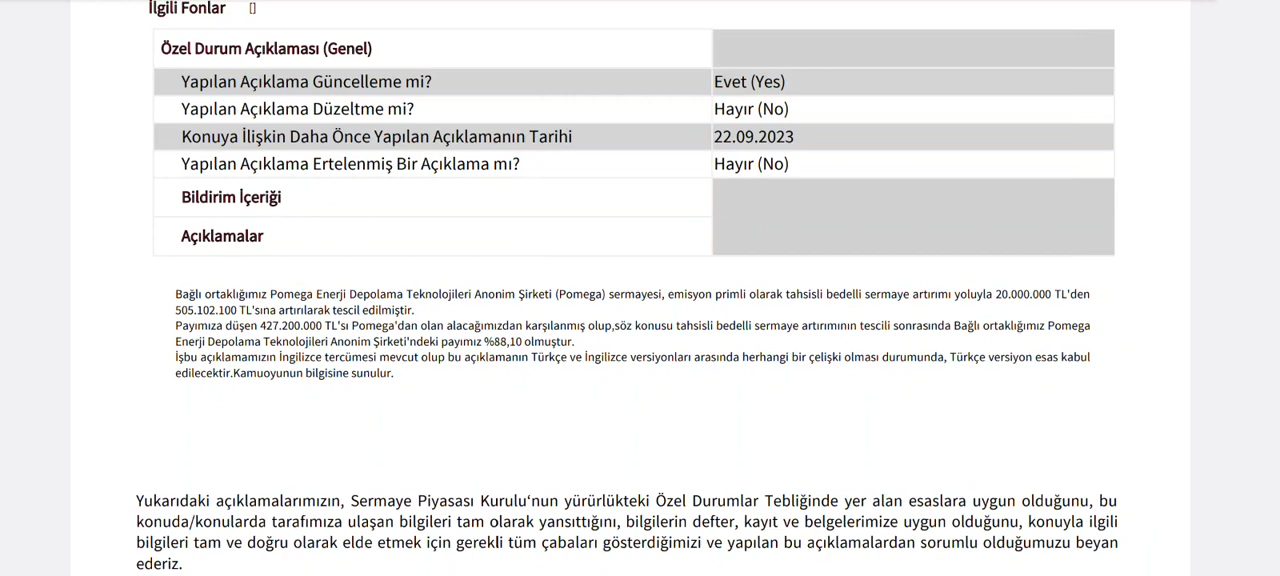 İlgili Fonlar []
Özel Durum Açıklaması (Genel)
Yapılan Açıklama Güncelleme mi? Evet (Yes)
Yapılan Açıklama Düzeltme mi? Hayır (No)
Konuya İlişkin Daha Önce Yapılan Açıklamanın Tarihi 22.09.2023
Yapılan Açıklama Ertelenmiş Bir Açıklama mı? Hayır (No)
Bildirim İçeriği
Açıklamalar
Bağlı ortaklığımız Pomega Enerji Depolama Teknolojileri Anonim Şirketi (Pomega) sermayesi, emisyon primli olarak tahsisli bedelli sermaye artırımı yoluyla 20.000.000 TL'den
505.102.100 TL'sına artırılarak tescil edilmiştir.
Payımıza düşen 427.200.000 TL'sı Pomega'dan olan alacağımızdan karşılanmış olup,söz konusu tahsisli bedelli sermaye artırımının tescili sonrasında Bağlı ortaklığımız Pomega
Enerji Depolama Teknolojileri Anonim Şirketi'ndeki payımız %88,10 olmuştur.
İşbu açıklamamızın İngilizce tercümesi mevcut olup bu açıklamanın Türkçe ve İngilizce versiyonları arasında herhangi bir çelişki olması durumunda, Türkçe versiyon esas kabul
edilecektir.Kamuoyunun bilgisine sunulur.
Yukarıdaki açıklamalarımızın, Sermaye Piyasası Kurulu‘nun yürürlükteki Özel Durumlar Tebliğinde yer alan esaslara uygun olduğunu, bu
konuda/konularda tarafımıza ulaşan bilgileri tam olarak yansıttığını, bilgilerin defter, kayıt ve belgelerimize uygun olduğunu, konuyla ilgili
bilgileri tam ve doğru olarak elde etmek için gerekli tüm çabaları gösterdiğimizi ve yapılan bu açıklamalardan sorumlu olduğumuzu beyan
ederiz.